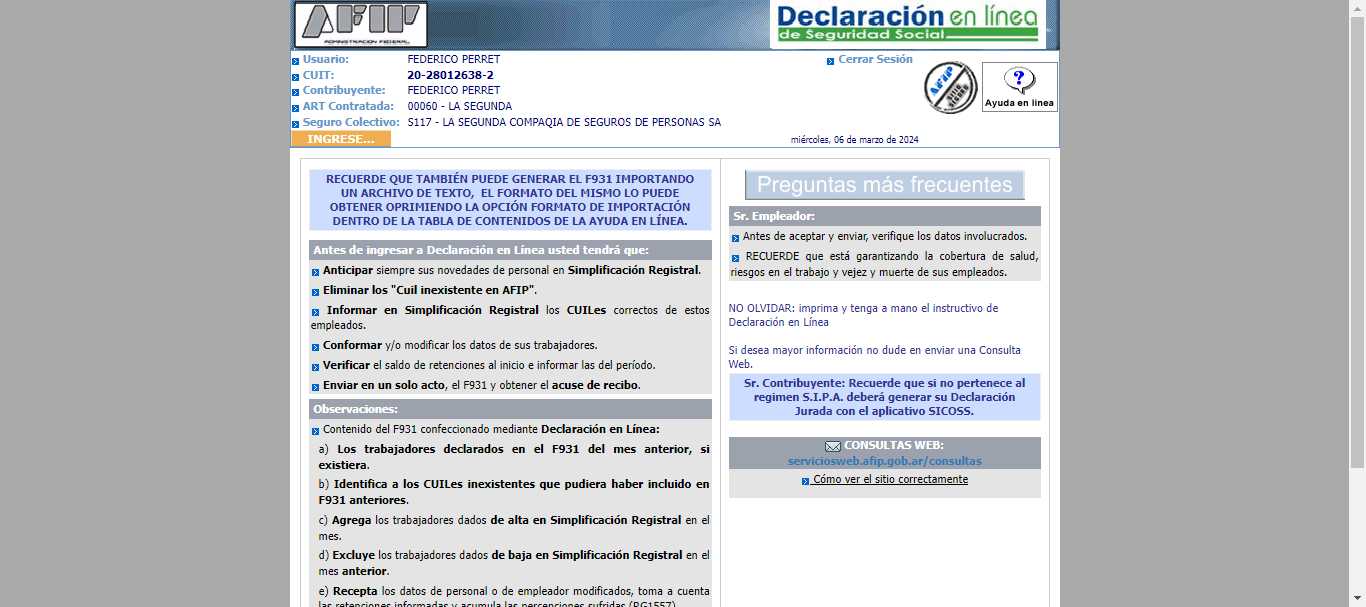 AFIP
ADMINISTRACION FEDERAL
Declaración en línea
de Seguridad Social
Usuario: FEDERICO PERRET
CUIT: 20-28012638-2
Contribuyente: FEDERICO PERRET
ART Contratada: 00060 - LA SEGUNDA
Seguro Colectivo: S117 - LA SEGUNDA COMPAQIA DE SEGUROS DE PERSONAS SA
INGRESE...
Cerrar Sesión
AFIP
?
Ayuda en línea
miércoles, 06 de marzo de 2024
RECUERDE QUE TAMBIÉN PUEDE GENERAR EL F931 IMPORTANDO
UN ARCHIVO DE TEXTO, EL FORMATO DEL MISMO LO PUEDE
OBTENER OPRIMIENDO LA OPCIÓN FORMATO DE IMPORTACIÓN
DENTRO DE LA TABLA DE CONTENIDOS DE LA AYUDA EN LÍNEA.
Antes de ingresar a Declaración en Línea usted tendrá que:
Anticipar siempre sus novedades de personal en Simplificación Registral.
Eliminar los "Cuil inexistente en AFIP".
Informar en Simplificación Registral los CUILes correctos de estos
empleados.
Conformar y/o modificar los datos de sus trabajadores.
Verificar el saldo de retenciones al inicio e informar las del período.
Enviar en un solo acto, el F931 y obtener el acuse de recibo.
Observaciones:
Contenido del F931 confeccionado mediante Declaración en Línea:
a) Los trabajadores declarados en el F931 del mes anterior, si
existiera.
b) Identifica a los CUILes inexistentes que pudiera haber incluido en
F931 anteriores.
c) Agrega los trabajadores dados de alta en Simplificación Registral en el
mes.
d) Excluye los trabajadores dados de baja en Simplificación Registral en el
mes anterior.
e) Recepta los datos de personal o de empleador modificados, toma a cuenta
las retenciones informadas y acumula las percepciones sufridas (RG1557)
Preguntas más frecuentes
Sr. Empleador:
Antes de aceptar y enviar, verifique los datos involucrados.
RECUERDE que está garantizando la cobertura de salud,
riesgos en el trabajo y vejez y muerte de sus empleados.
NO OLVIDAR: imprima y tenga a mano el instructivo de
Declaración en Línea
Si desea mayor información no dude en enviar una Consulta
Web.
Sr. Contribuyente: Recuerde que si no pertenece al
regimen S.I.P.A. deberá generar su Declaración
Jurada con el aplicativo SICOSS.
CONSULTAS WEB:
serviciosweb.afip.gob.ar/consultas
Cómo ver el sitio correctamente